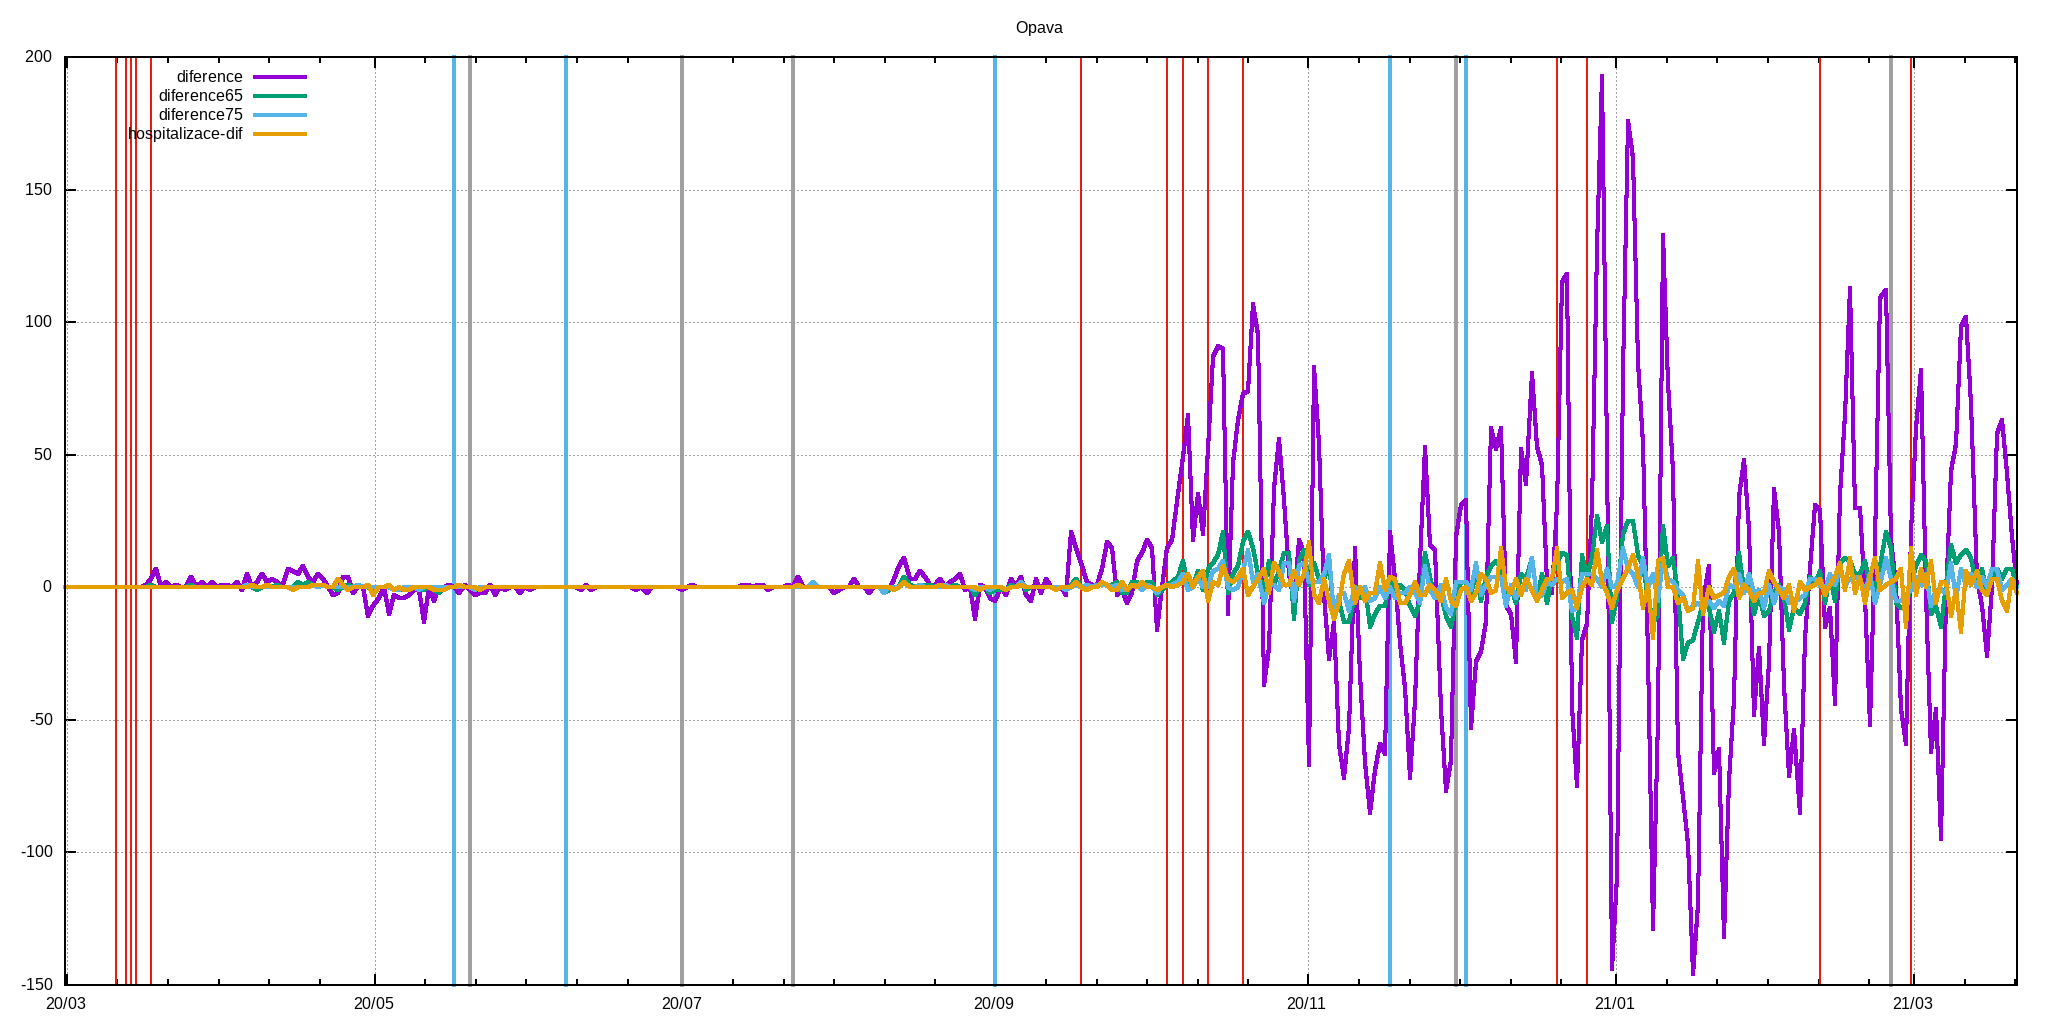 Opava
200
diference
diference65
diference75
hospitalizace-dif
150
100
50
0
-50
-100
-150
20/03 20/05 20/07 20/09 20/11 21/01 21/03